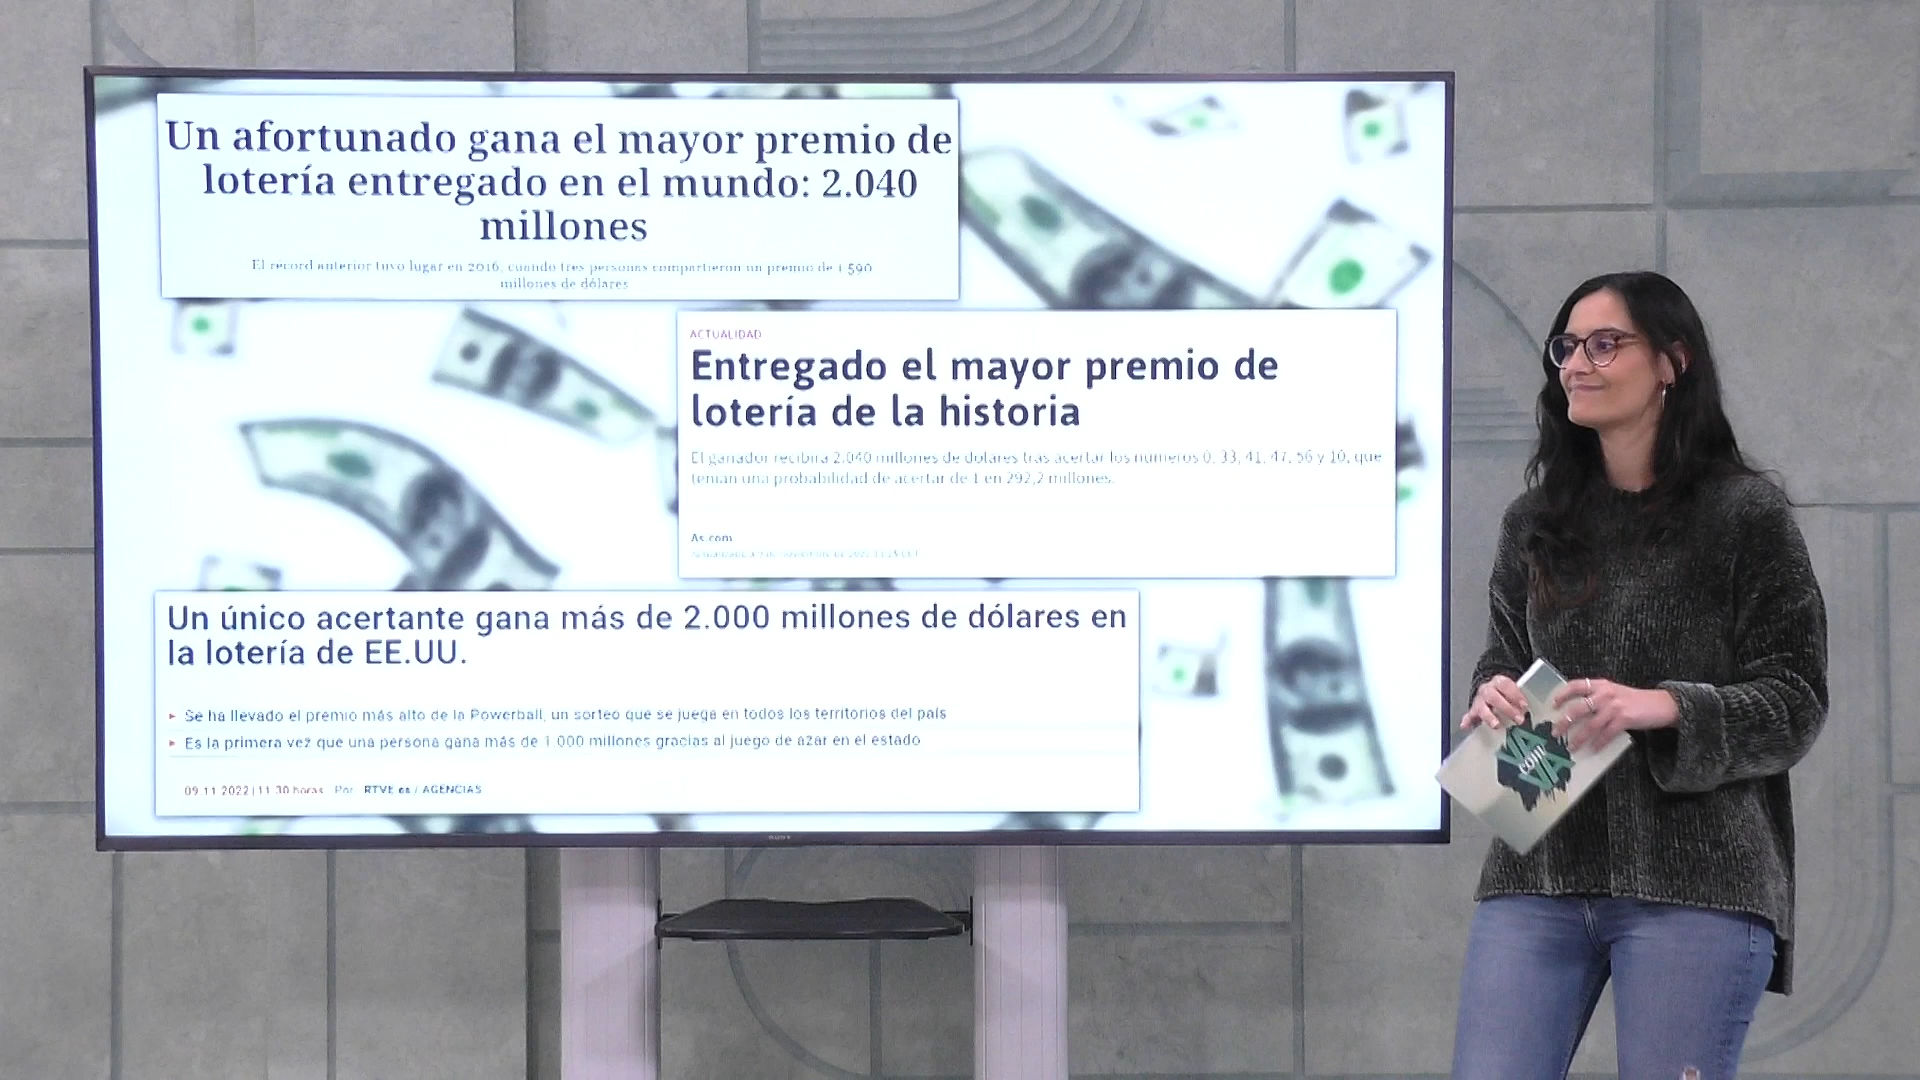 Un afortunado gana el mayor premio de
lotería entregado en el mundo: 2.040
millones
El record anterior tuvo lugar en 2016, cuando tres personas compartieron un premio de 1 590
millones de dólares
ACTUALIDAD
Entregado el mayor premio de
lotería de la historia
El ganador recibirá 2.040 millones de dólares tras acertar los números 0, 33, 41, 47, 56 y 10, que
tenían una probabilidad de acertar de 1 en 292,2 millones.
As.com
Un único acertante gana más de 2.000 millones de dólares en
la lotería de EE.UU.
Se ha llevado el premio más alto de la Powerball, un sorteo que se juega en todos los territorios del país
Es la primera vez que una persona gana más de 1 000 millones gracias al juego de azar en el estado
09.11.2022 | 11:30 horas Por RTVE.es / AGENCIAS
SONY
VA
com
VA